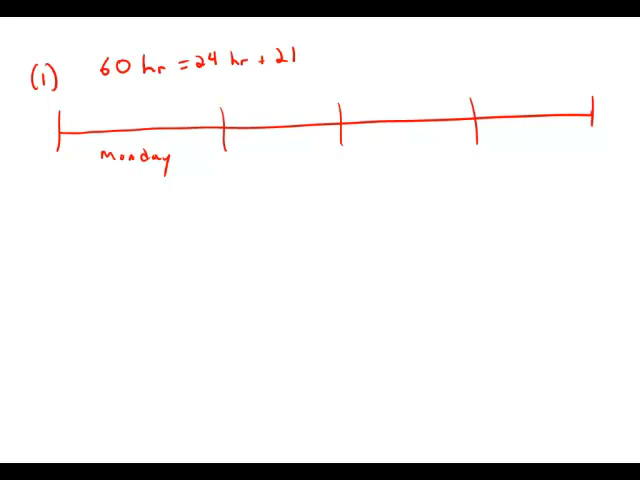 (1) 60 hr = 24 hr + 21
monday